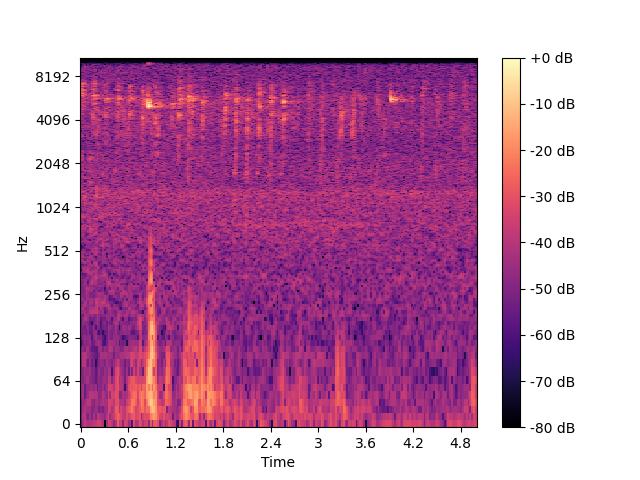 8192
4096
2048
1024
512
256
128
64
0
Hz
0 0.6 1.2 1.8 2.4 3 3.6 4.2 4.8
Time
+0 dB
-10 dB
-20 dB
-30 dB
-40 dB
-50 dB
-60 dB
-70 dB
-80 dB